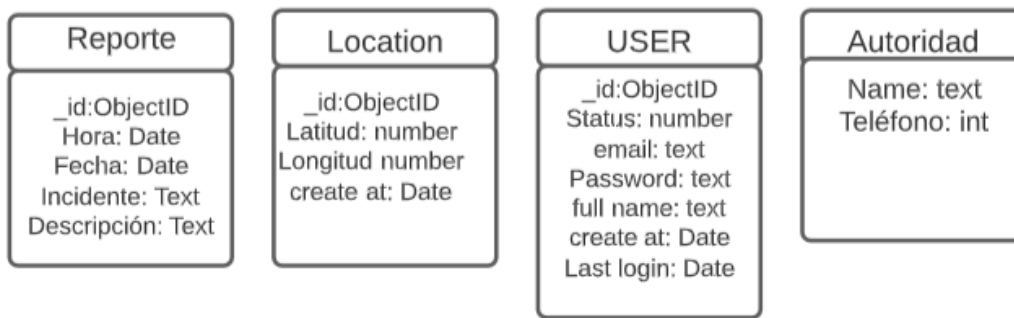 Reporte
_id:ObjectID
Hora: Date
Fecha: Date
Incidente: Text
Descripción: Text
Location
_id:ObjectID
Latitud: number
Longitud number
create at: Date
USER
_id:ObjectID
Status: number
email: text
Password: text
full name: text
create at: Date
Last login: Date
Autoridad
Name: text
Teléfono: int